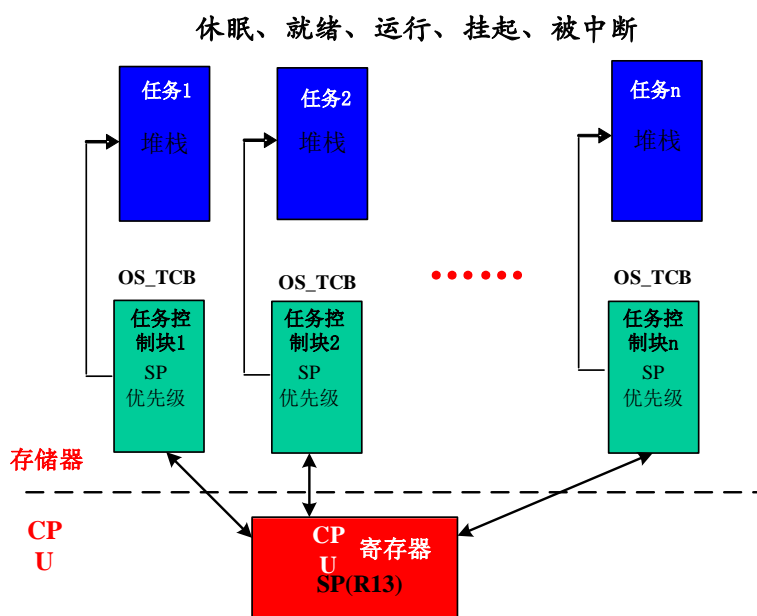 休眠、就绪、运行、挂起、被中断
任务1
堆栈
任务2
堆栈
任务n
堆栈
OS_TCB
OS_TCB
OS_TCB
任务控
制块1
SP
优先级
任务控
制块2
SP
优先级
任务控
制块n
SP
优先级
存储器
CP
U
CP
U
寄存器
SP(R13)